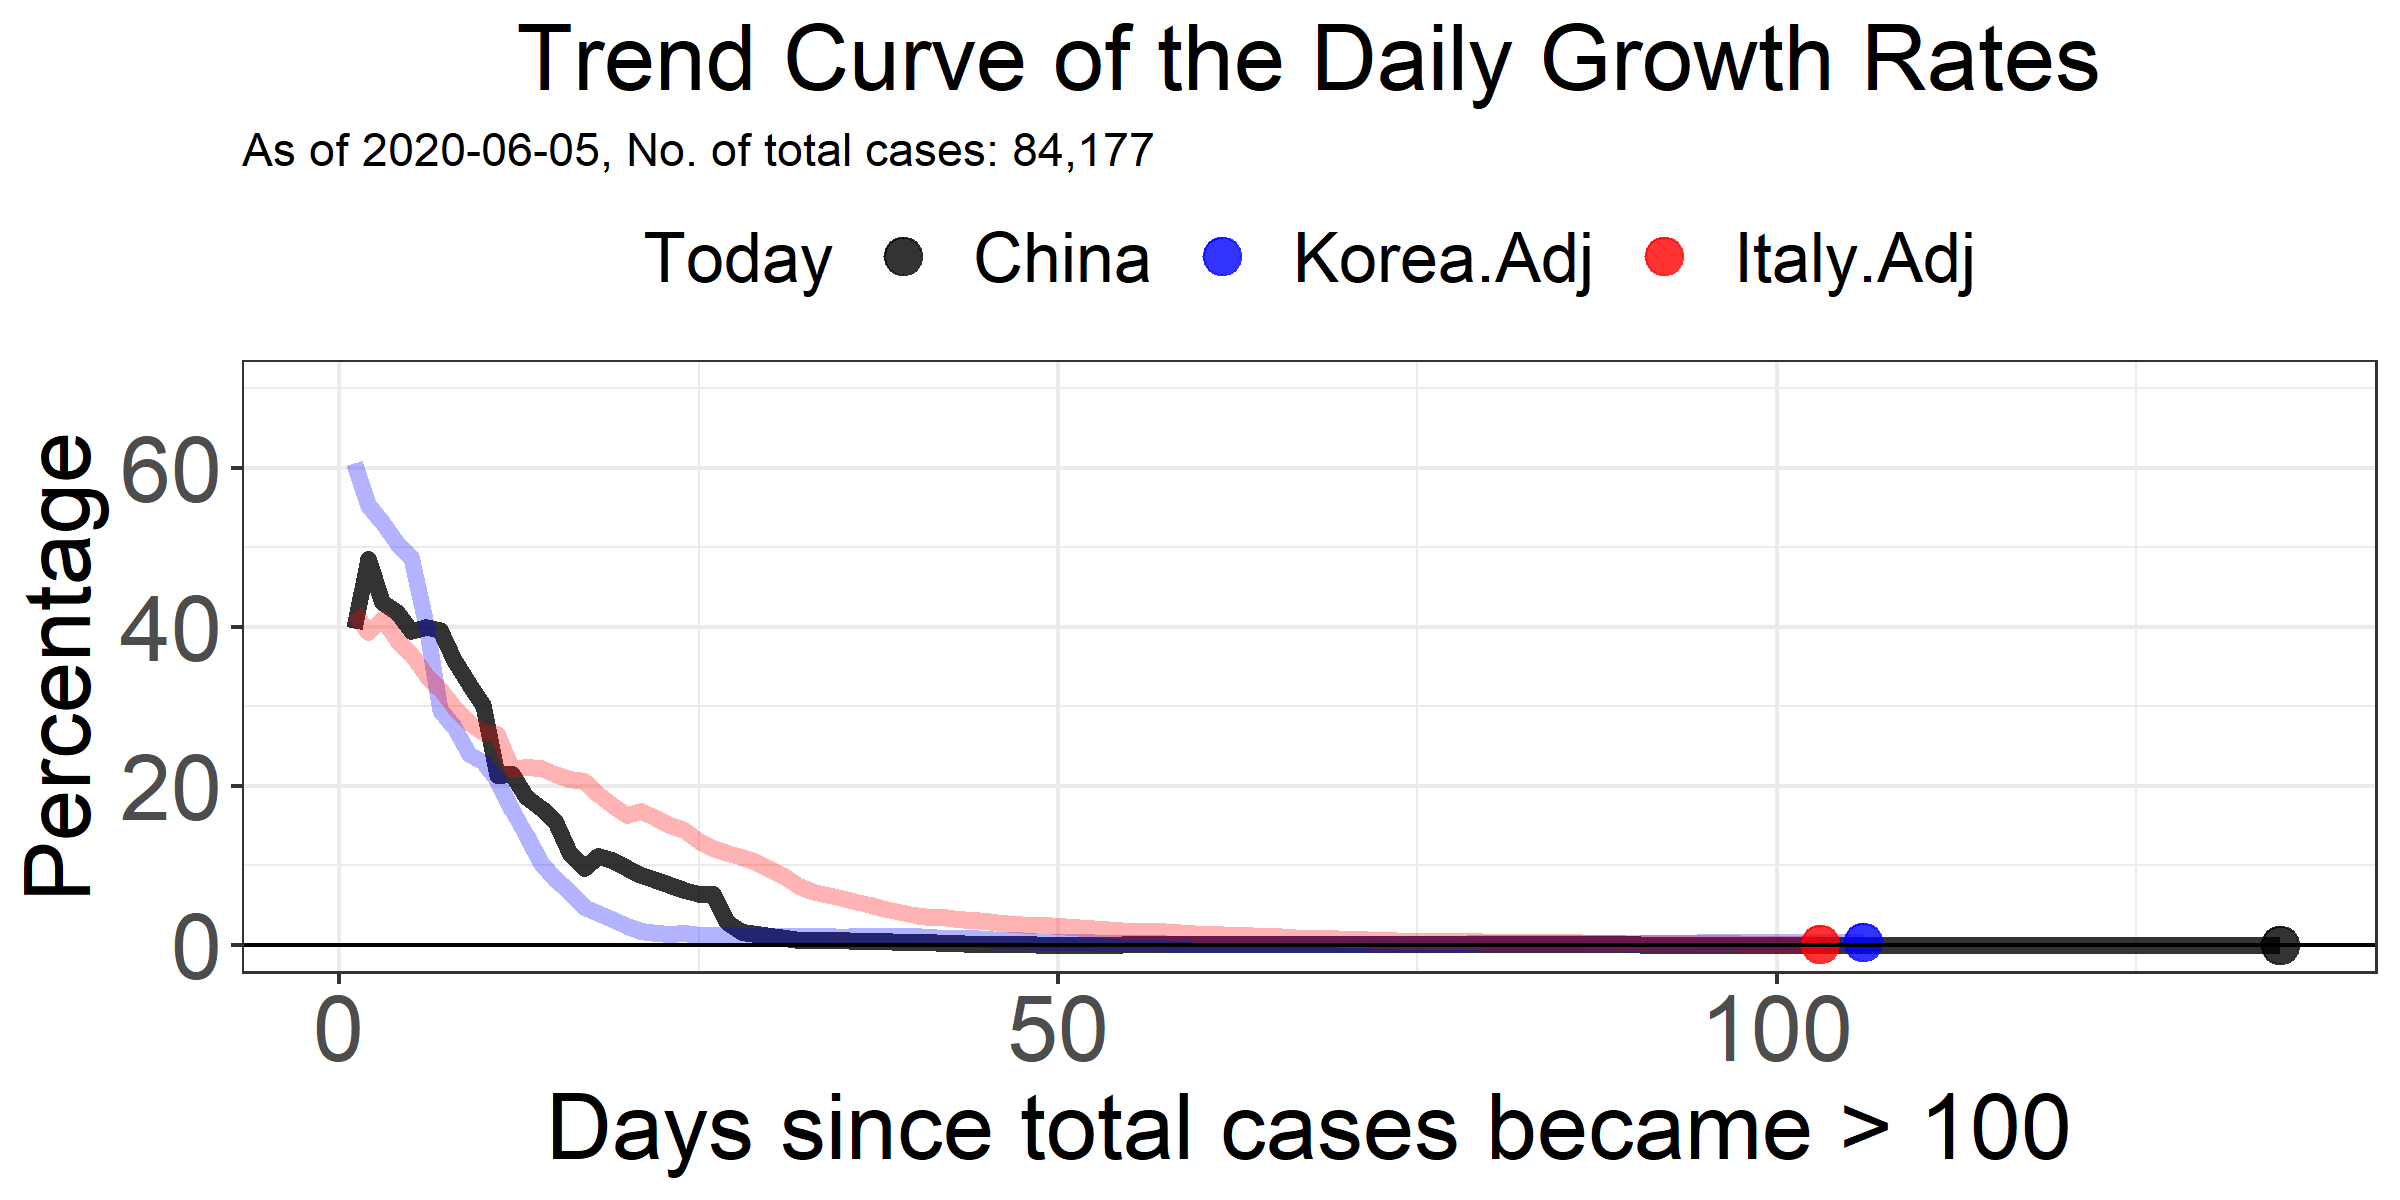 Trend Curve of the Daily Growth Rates
As of 2020-06-05, No. of total cases: 84,177
Today China Korea.Adj Italy.Adj
Percentage
60
40
20
0
0 50 100
Days since total cases became > 100